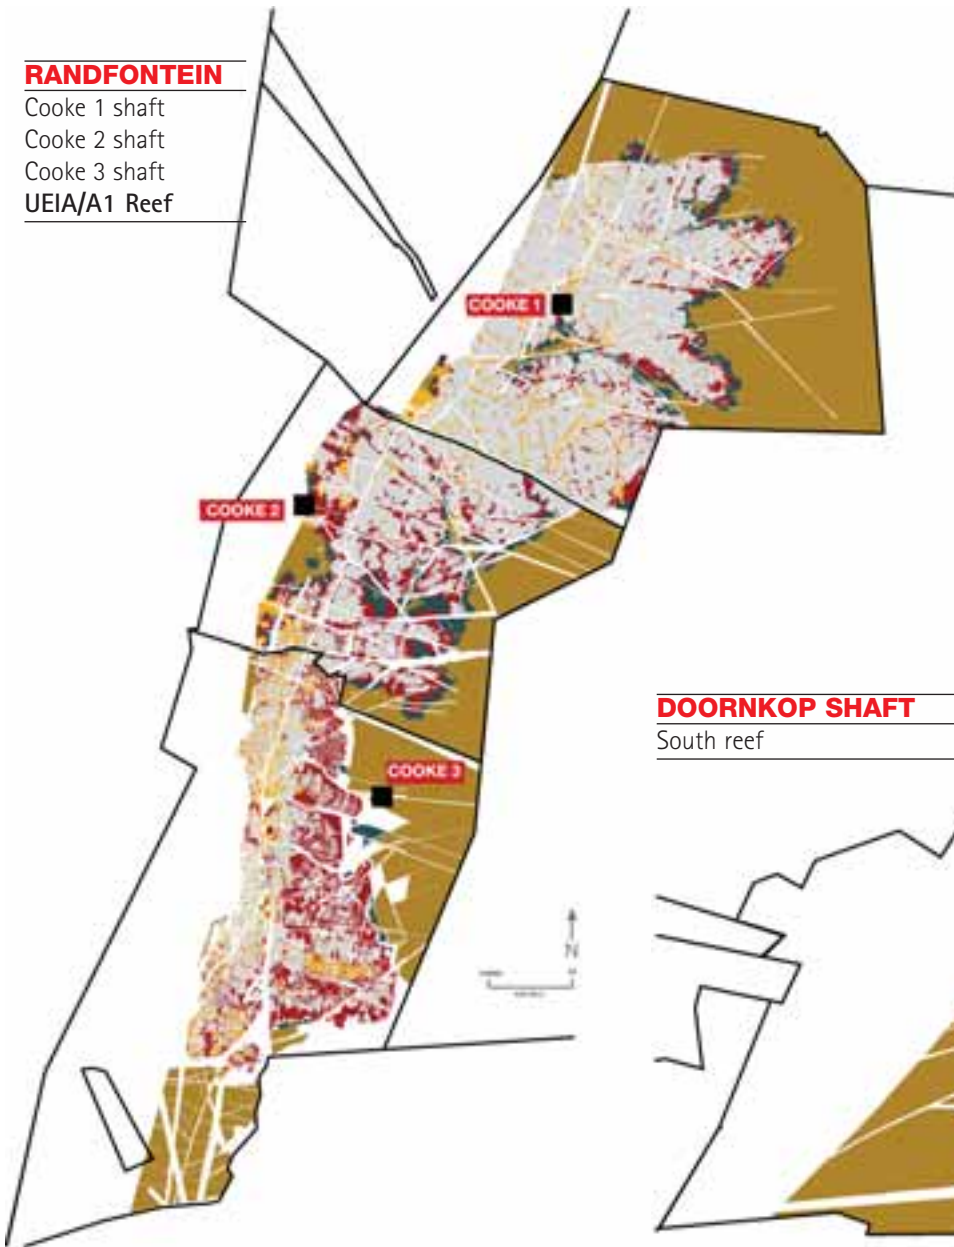 RANDFONTEIN
Cooke 1 shaft
Cooke 2 shaft
Cooke 3 shaft
UEIA/A1 Reef
COOKE 1
COOKE 2
COOKE 3
N
DOORNKOP SHAFT
South reef